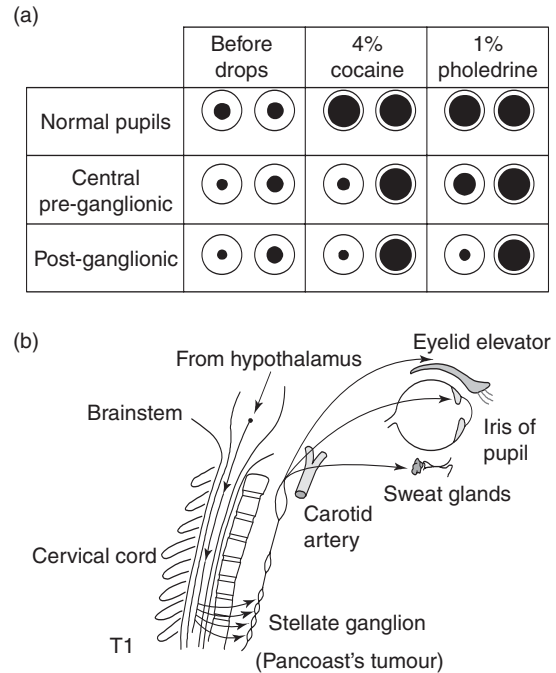 (a)
Before
drops
4%
cocaine
1%
pholedrine
Normal pupils
Central
pre-ganglionic
Post-ganglionic
(b)
Eyelid elevator
From hypothalamus
Brainstem
Iris of
pupil
Sweat glands
Carotid
artery
Cervical cord
Stellate ganglion
T1
(Pancoast's tumour)